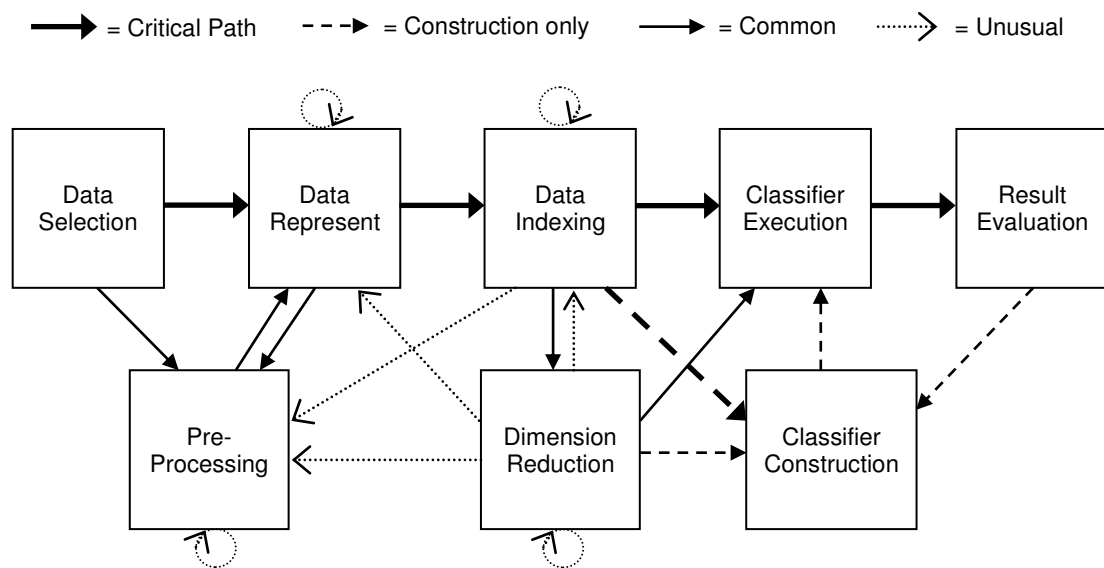 = Critical Path = Construction only = Common = Unusual
Data
Selection
Data
Represent
Data
Indexing
Classifier
Execution
Result
Evaluation
Pre-
Processing
Dimension
Reduction
Classifier
Construction